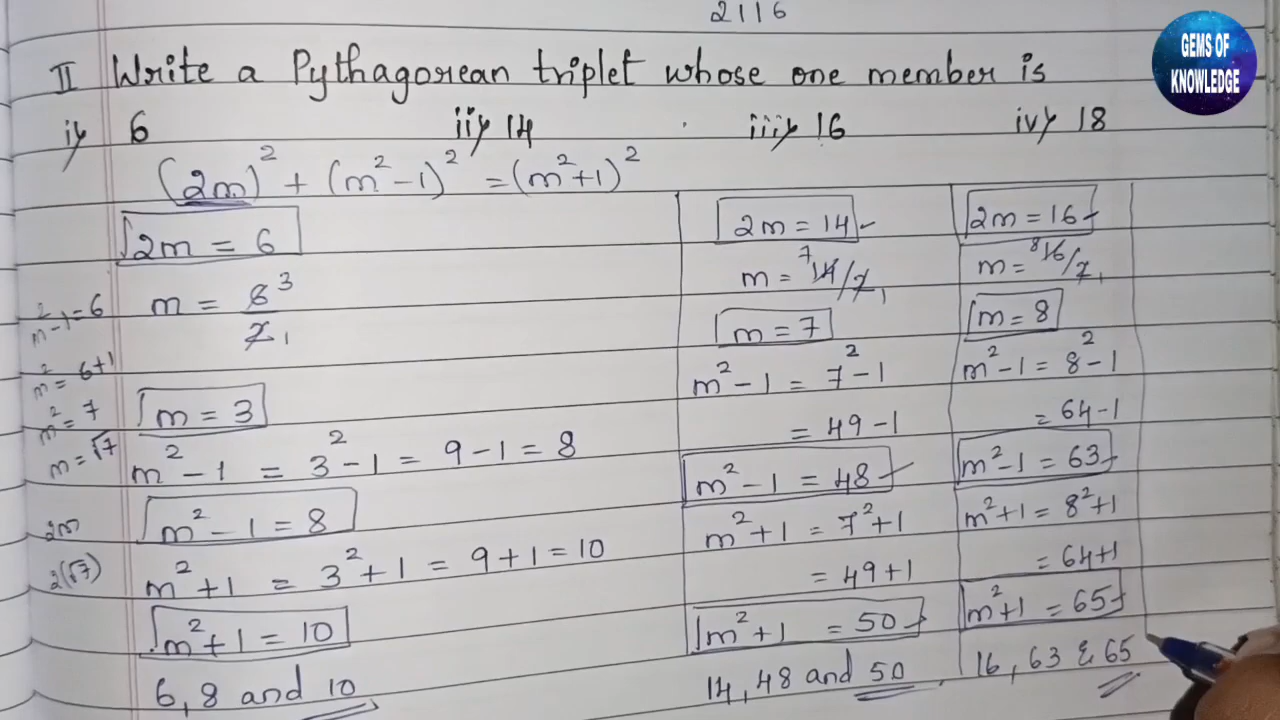 2116
GEMS OF
KNOWLEDGE
II Write a Pythagorean triplet whose one member is
i) 6 ii) 14 iii) 16 iv) 18
(2m)² + (m²-1)² = (m²+1)²
2m = 6
m = 6/2 3 1
m = 3
m²-1 = 3²-1 = 9-1 = 8
m²-1 = 8
m²+1 = 3²+1 = 9+1 = 10
m²+1 = 10
6, 8 and 10
m²-1=6
m²= 6+1
m²= 7
m=√7
2m
2(√7)
2m = 14
m = 14/2 7 1
m = 7
m²-1 = 7²-1
= 49-1
m²-1 = 48
m²+1 = 7²+1
= 49+1
m²+1 = 50
14, 48 and 50
2m = 16
m = 16/2 8 1
m = 8
m²-1 = 8²-1
= 64-1
m²-1 = 63
m²+1 = 8²+1
= 64+1
m²+1 = 65
16, 63 & 65